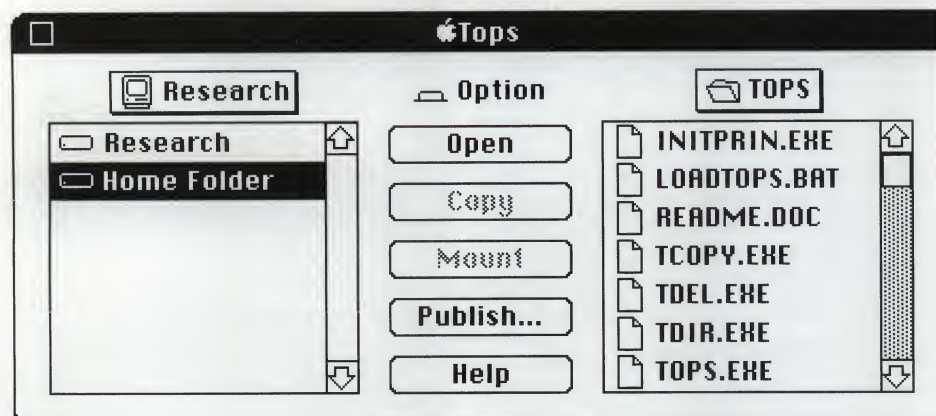 Tops
Research
Option
TOPS
Research
Home Folder
Open
Copy
Mount
Publish...
Help
INITPRIN.EXE
LOADTOPS.BAT
README.DOC
TCOPY.EXE
TDEL.EXE
TDIR.EXE
TOPS.EXE